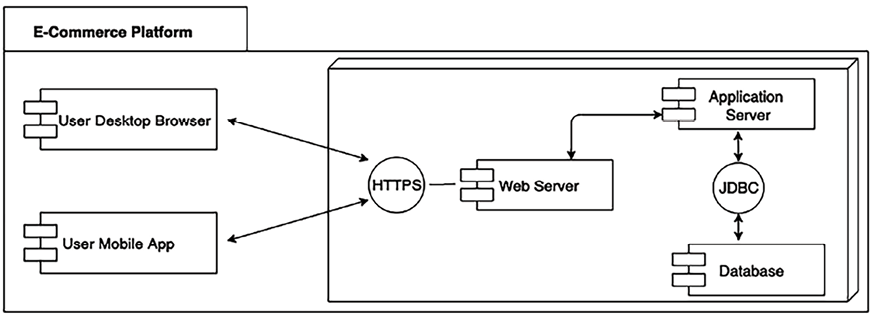 E-Commerce Platform
User Desktop Browser
User Mobile App
HTTPS
Web Server
Application
Server
JDBC
Database